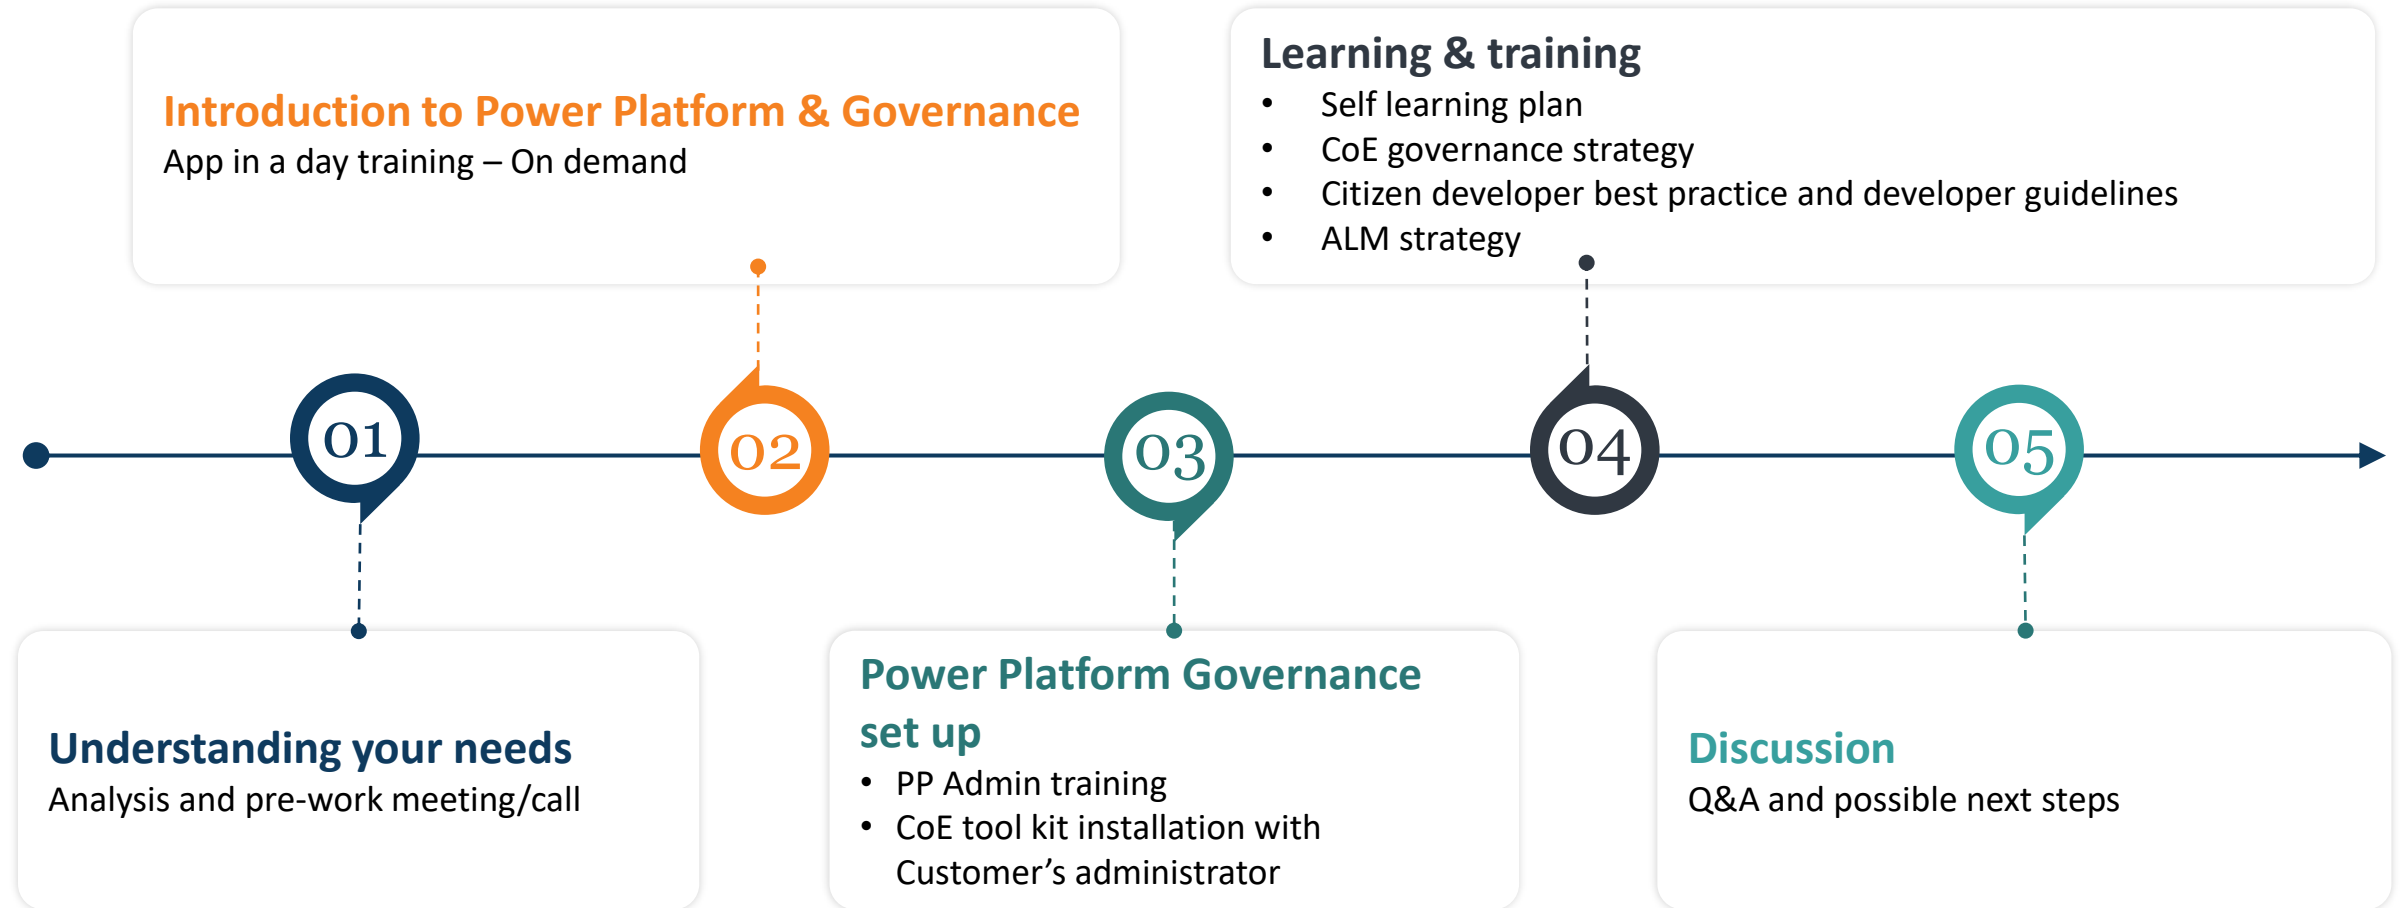 Introduction to Power Platform & Governance
App in a day training – On demand
Learning & training
• Self learning plan
• CoE governance strategy
• Citizen developer best practice and developer guidelines
• ALM strategy
01
02
03
04
05
Understanding your needs
Analysis and pre-work meeting/call
Power Platform Governance
set up
• PP Admin training
• CoE tool kit installation with
Customer’s administrator
Discussion
Q&A and possible next steps